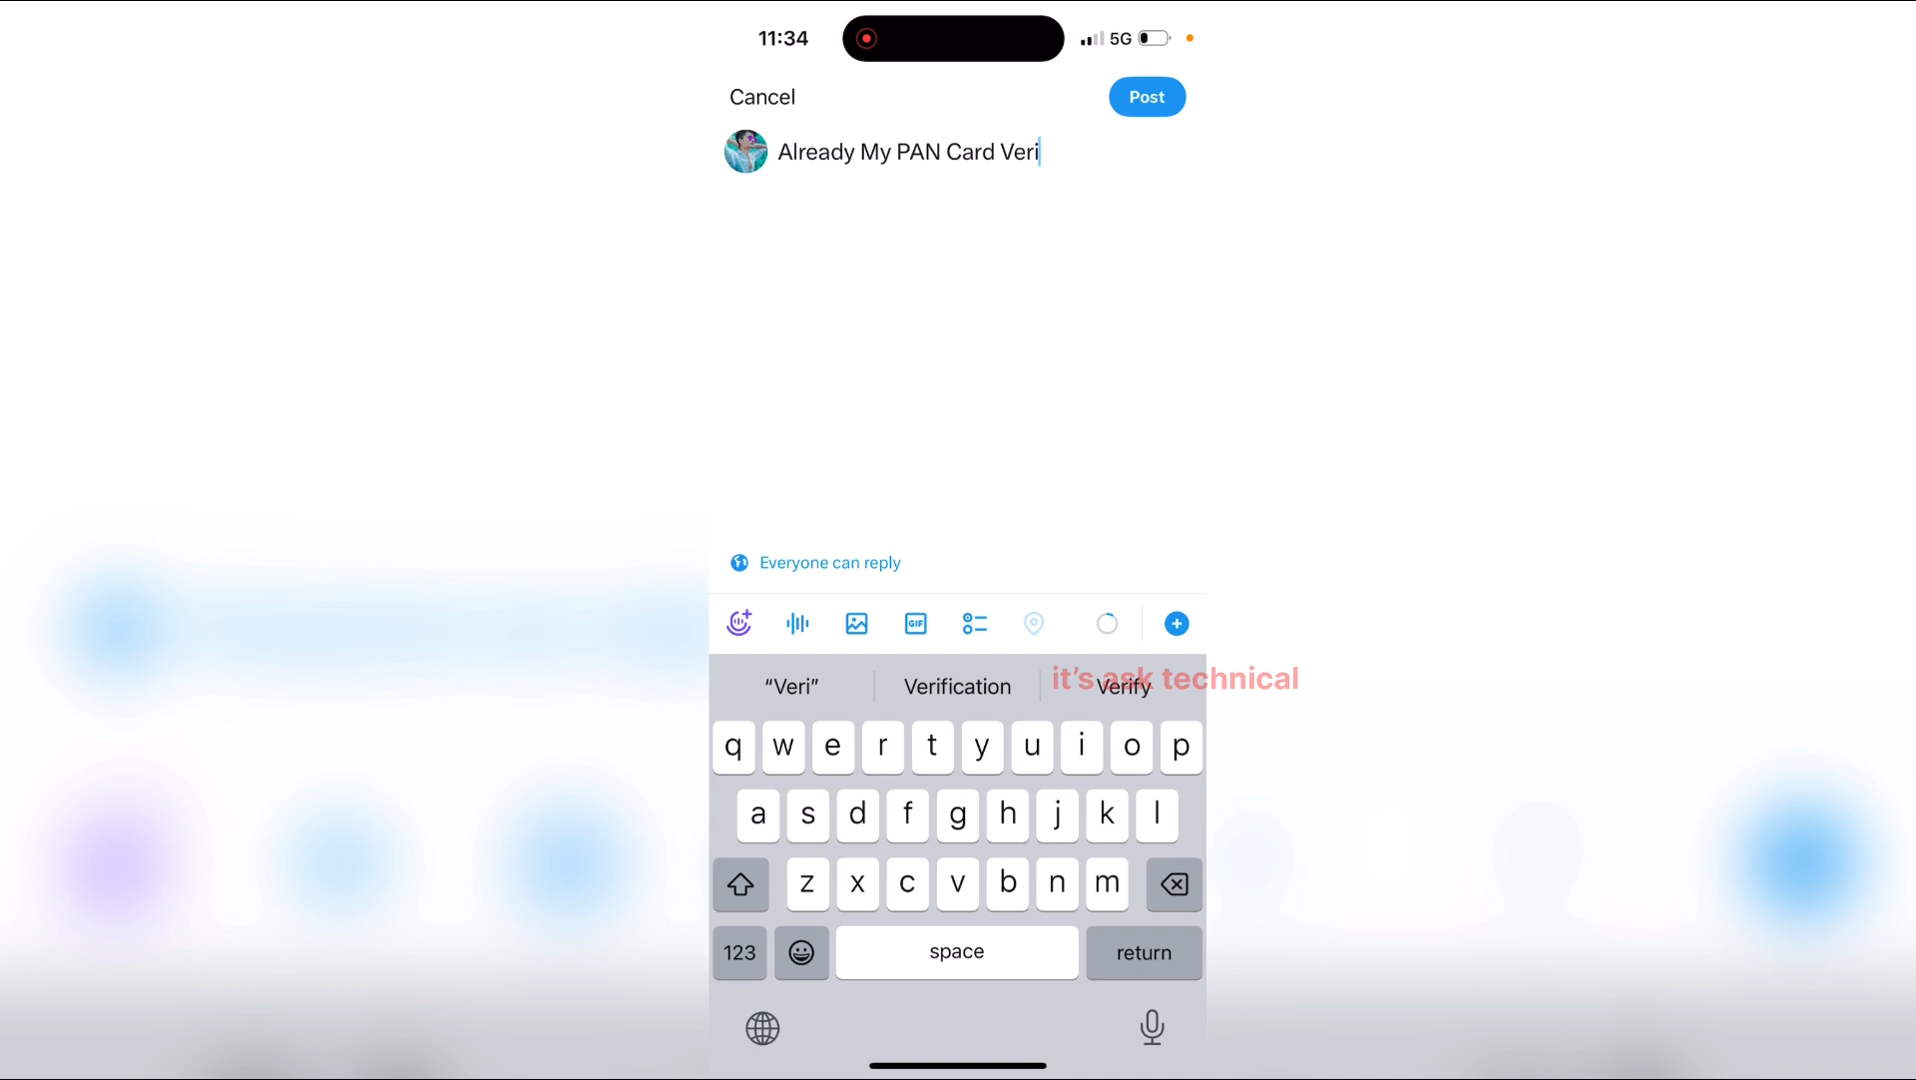 11:34
5G
Cancel
Post
Already My PAN Card Veri
Everyone can reply
GIF
“Veri”
Verification
Verify
it’s ask technical
q w e r t y u i o p
a s d f g h j k l
z x c v b n m
123
space
return